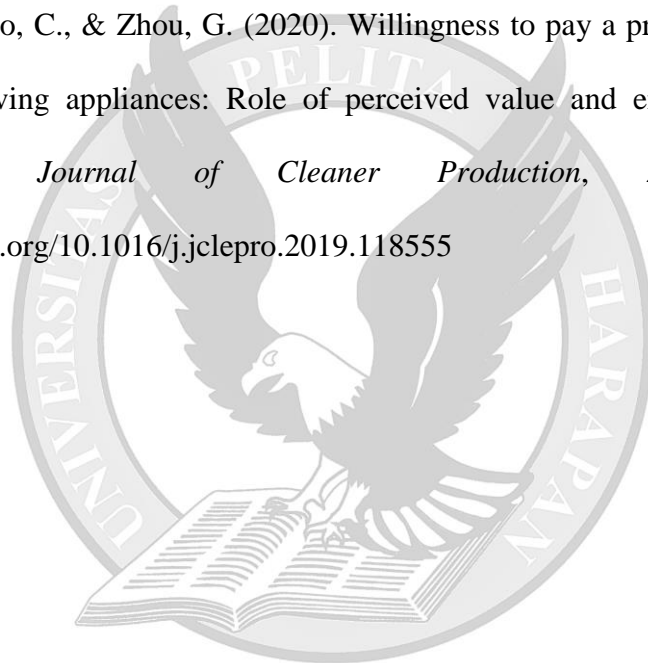 o, C., & Zhou, G. (2020). Willingness to pay a pr
ving appliances: Role of perceived value and e
Journal of Cleaner Production,
.org/10.1016/j.jclepro.2019.118555
UNIVERSITAS PELITA HARAPAN